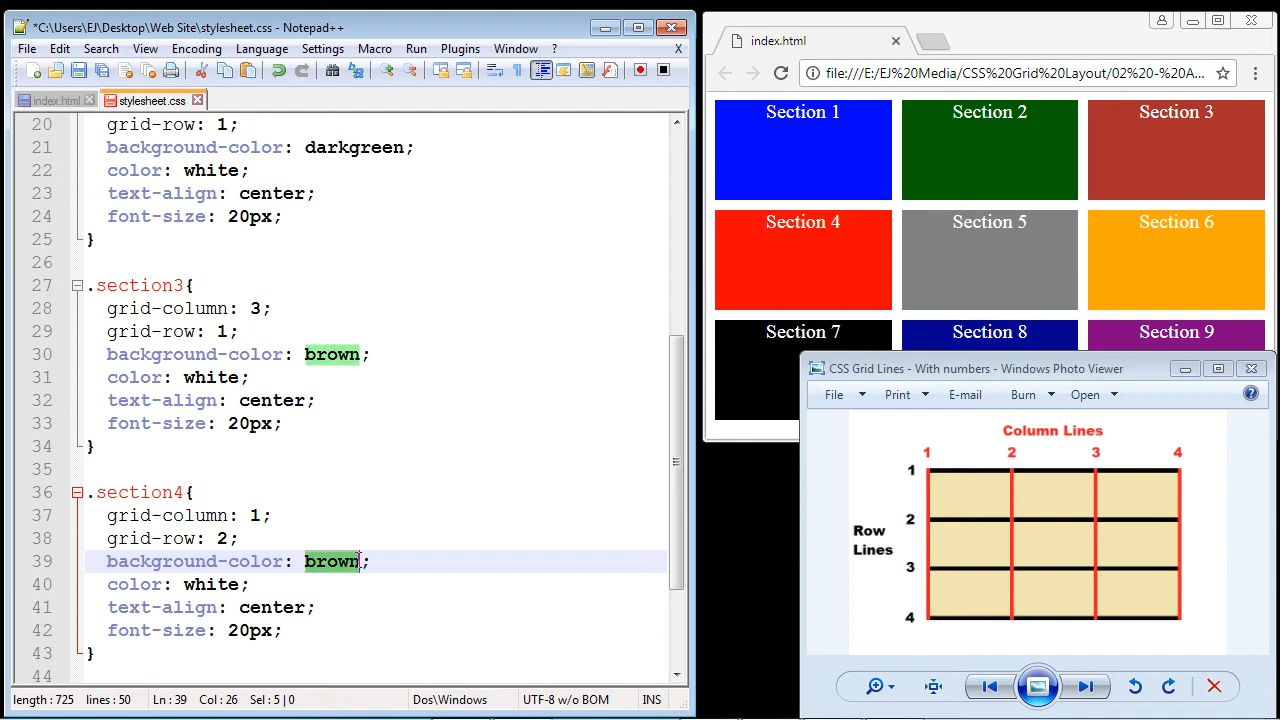 *C:\Users\EJ\Desktop\Web Site\stylesheet.css - Notepad++
File Edit Search View Encoding Language Settings Macro Run Plugins Window ? X
index.html stylesheet.css
20 grid-row: 1;
21 background-color: darkgreen;
22 color: white;
23 text-align: center;
24 font-size: 20px;
25 }
26
27 .section3{
28 grid-column: 3;
29 grid-row: 1;
30 background-color: brown;
31 color: white;
32 text-align: center;
33 font-size: 20px;
34 }
35
36 .section4{
37 grid-column: 1;
38 grid-row: 2;
39 background-color: brown;
40 color: white;
41 text-align: center;
42 font-size: 20px;
43 }
44
length : 725 lines : 50 Ln : 39 Col : 26 Sel : 5 | 0 Dos\Windows UTF-8 w/o BOM INS
index.html
file:///E:/EJ%20Media/CSS%20Grid%20Layout/02%20-%20A...
Section 1 Section 2 Section 3
Section 4 Section 5 Section 6
Section 7 Section 8 Section 9
CSS Grid Lines - With numbers - Windows Photo Viewer
File Print E-mail Burn Open
Column Lines
1 2 3 4
1
2
Row
Lines
3
4